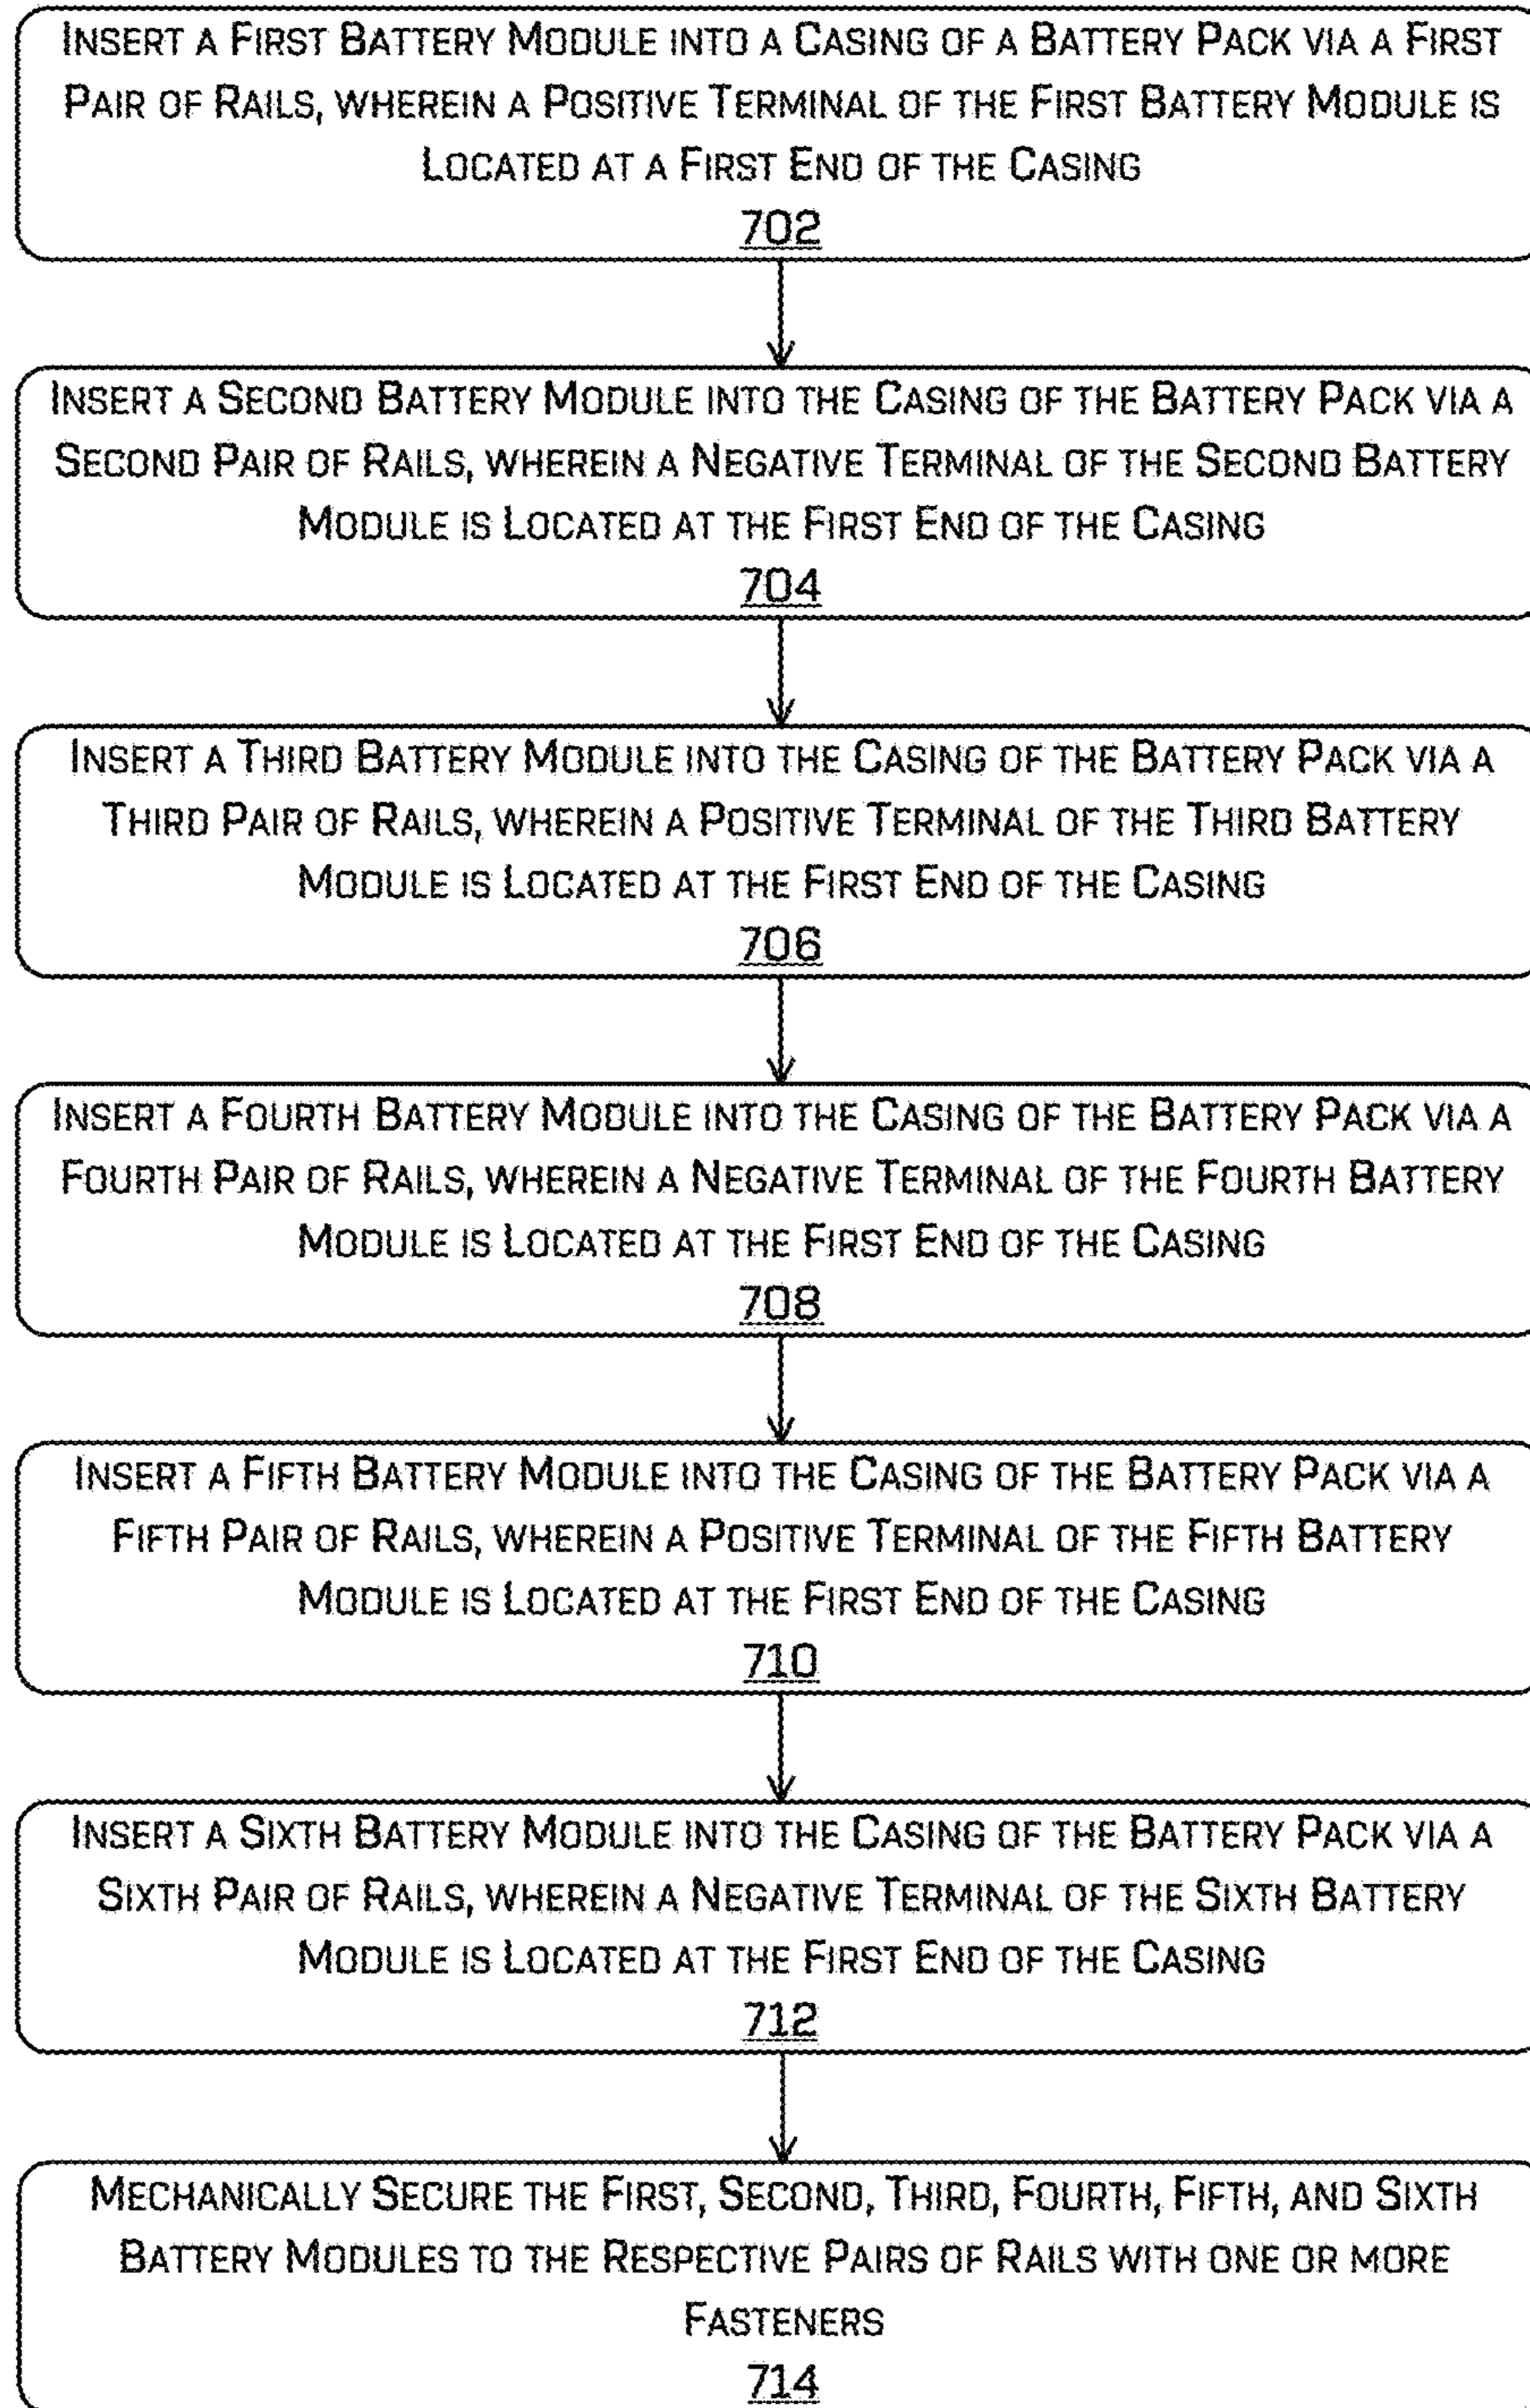 INSERT A FIRST BATTERY MODULE INTO A CASING OF A BATTERY PACK VIA A FIRST
PAIR OF RAILS, WHEREIN A POSITIVE TERMINAL OF THE FIRST BATTERY MODULE IS
LOCATED AT A FIRST END OF THE CASING
702
INSERT A SECOND BATTERY MODULE INTO THE CASING OF THE BATTERY PACK VIA A
SECOND PAIR OF RAILS, WHEREIN A NEGATIVE TERMINAL OF THE SECOND BATTERY
MODULE IS LOCATED AT THE FIRST END OF THE CASING
704
INSERT A THIRD BATTERY MODULE INTO THE CASING OF THE BATTERY PACK VIA A
THIRD PAIR OF RAILS, WHEREIN A POSITIVE TERMINAL OF THE THIRD BATTERY
MODULE IS LOCATED AT THE FIRST END OF THE CASING
706
INSERT A FOURTH BATTERY MODULE INTO THE CASING OF THE BATTERY PACK VIA A
FOURTH PAIR OF RAILS, WHEREIN A NEGATIVE TERMINAL OF THE FOURTH BATTERY
MODULE IS LOCATED AT THE FIRST END OF THE CASING
708
INSERT A FIFTH BATTERY MODULE INTO THE CASING OF THE BATTERY PACK VIA A
FIFTH PAIR OF RAILS, WHEREIN A POSITIVE TERMINAL OF THE FIFTH BATTERY
MODULE IS LOCATED AT THE FIRST END OF THE CASING
710
INSERT A SIXTH BATTERY MODULE INTO THE CASING OF THE BATTERY PACK VIA A
SIXTH PAIR OF RAILS, WHEREIN A NEGATIVE TERMINAL OF THE SIXTH BATTERY
MODULE IS LOCATED AT THE FIRST END OF THE CASING
712
MECHANICALLY SECURE THE FIRST, SECOND, THIRD, FOURTH, FIFTH, AND SIXTH
BATTERY MODULES TO THE RESPECTIVE PAIRS OF RAILS WITH ONE OR MORE
FASTENERS
714